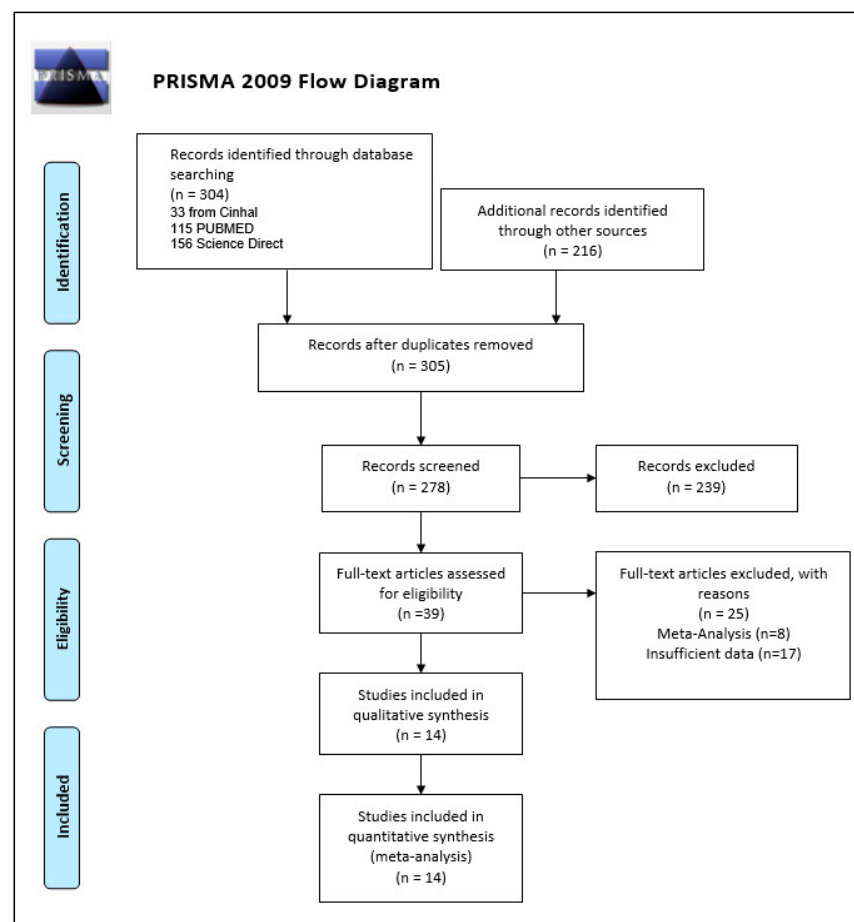 PRISMA
PRISMA 2009 Flow Diagram
Records identified through database
searching
(n = 304)
33 from Cinhal
115 PUBMED
156 Science Direct
Additional records identified
through other sources
(n = 216)
Identification
Records after duplicates removed
(n = 305)
Screening
Records screened
(n = 278)
Records excluded
(n = 239)
Full-text articles assessed
for eligibility
(n =39)
Full-text articles excluded, with
reasons
(n = 25)
Meta-Analysis (n=8)
Insufficient data (n=17)
Eligibility
Studies included in
qualitative synthesis
(n = 14)
Included
Studies included in
quantitative synthesis
(meta-analysis)
(n = 14)